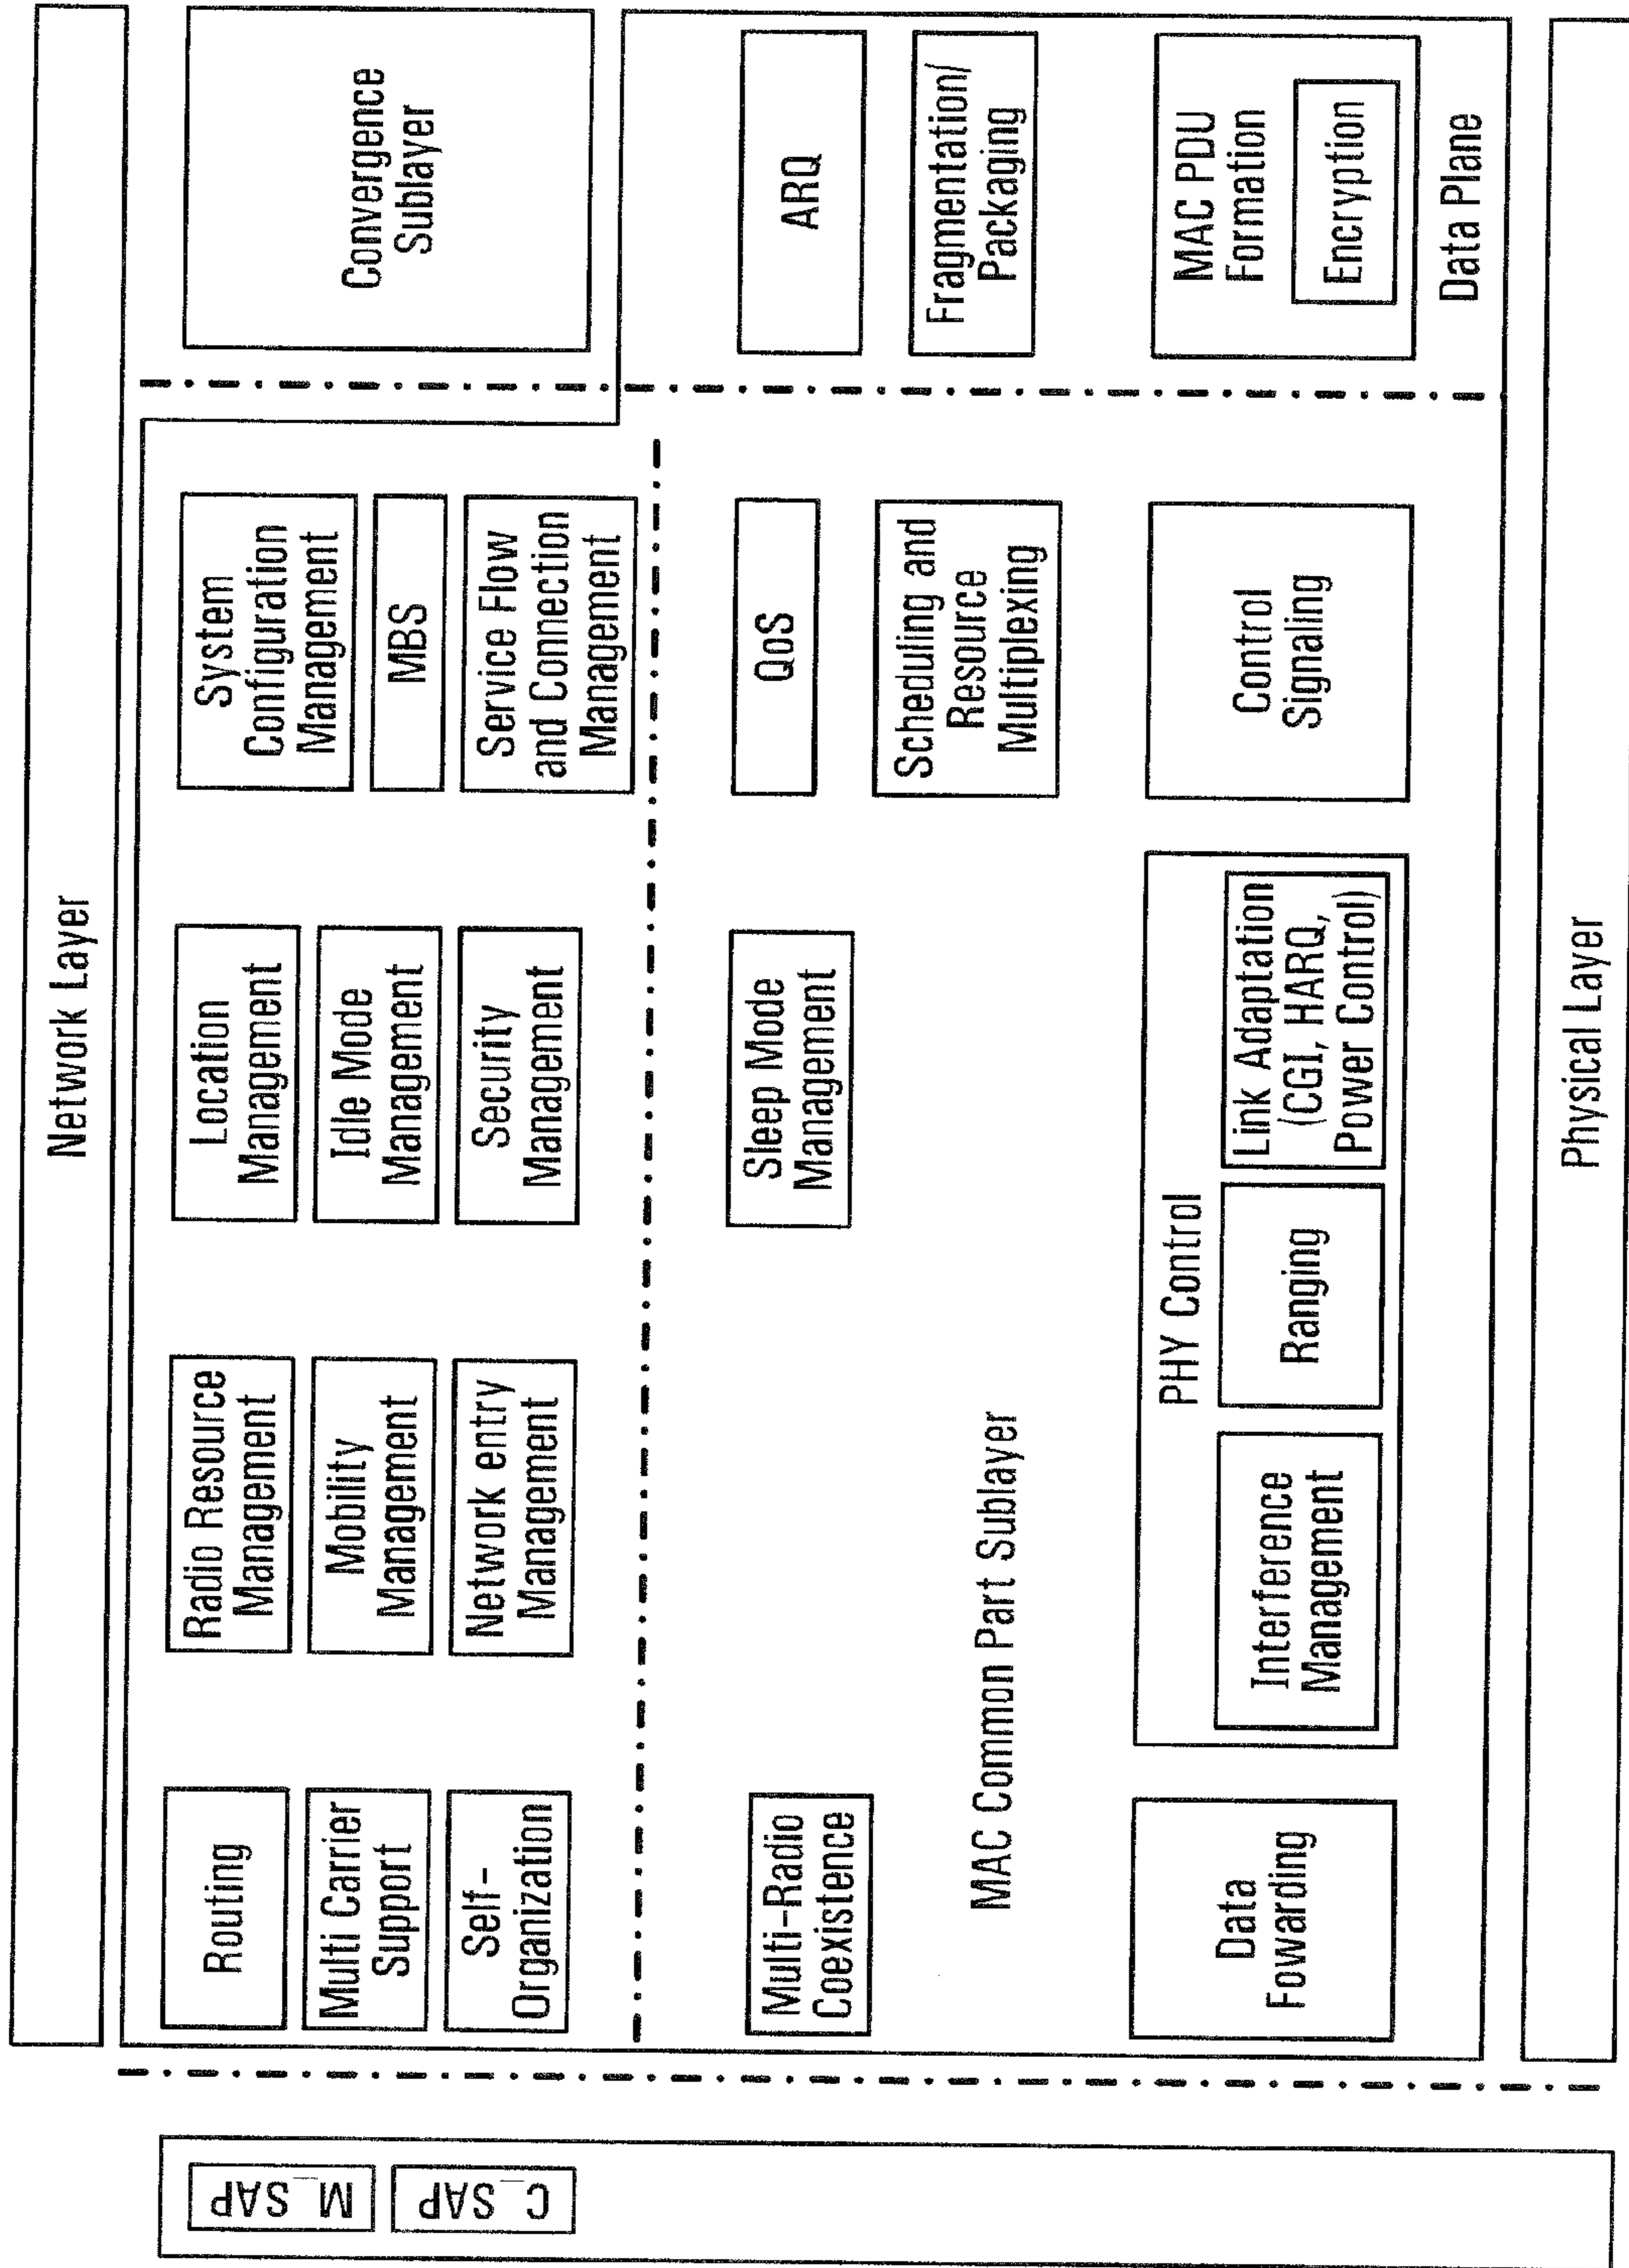 Network Layer
M_SAP
C_SAP
Routing
Multi Carrier
Support
Self-
Organization
Radio Resource
Management
Mobility
Management
Network entry
Management
Location
Management
Idle Mode
Management
Security
Management
System
Configuration
Management
MBS
Service Flow
and Connection
Management
Convergence
Sublayer
Multi-Radio
Coexistence
Sleep Mode
Management
QoS
Scheduling and
Resource
Multiplexing
ARQ
Fragmentation/
Packaging
MAC Common Part Sublayer
Data
Fowarding
PHY Control
Interference
Management
Ranging
Link Adaptation
(CGI, HARQ,
Power Control)
Control
Signaling
MAC PDU
Formation
Encryption
Data Plane
Physical Layer